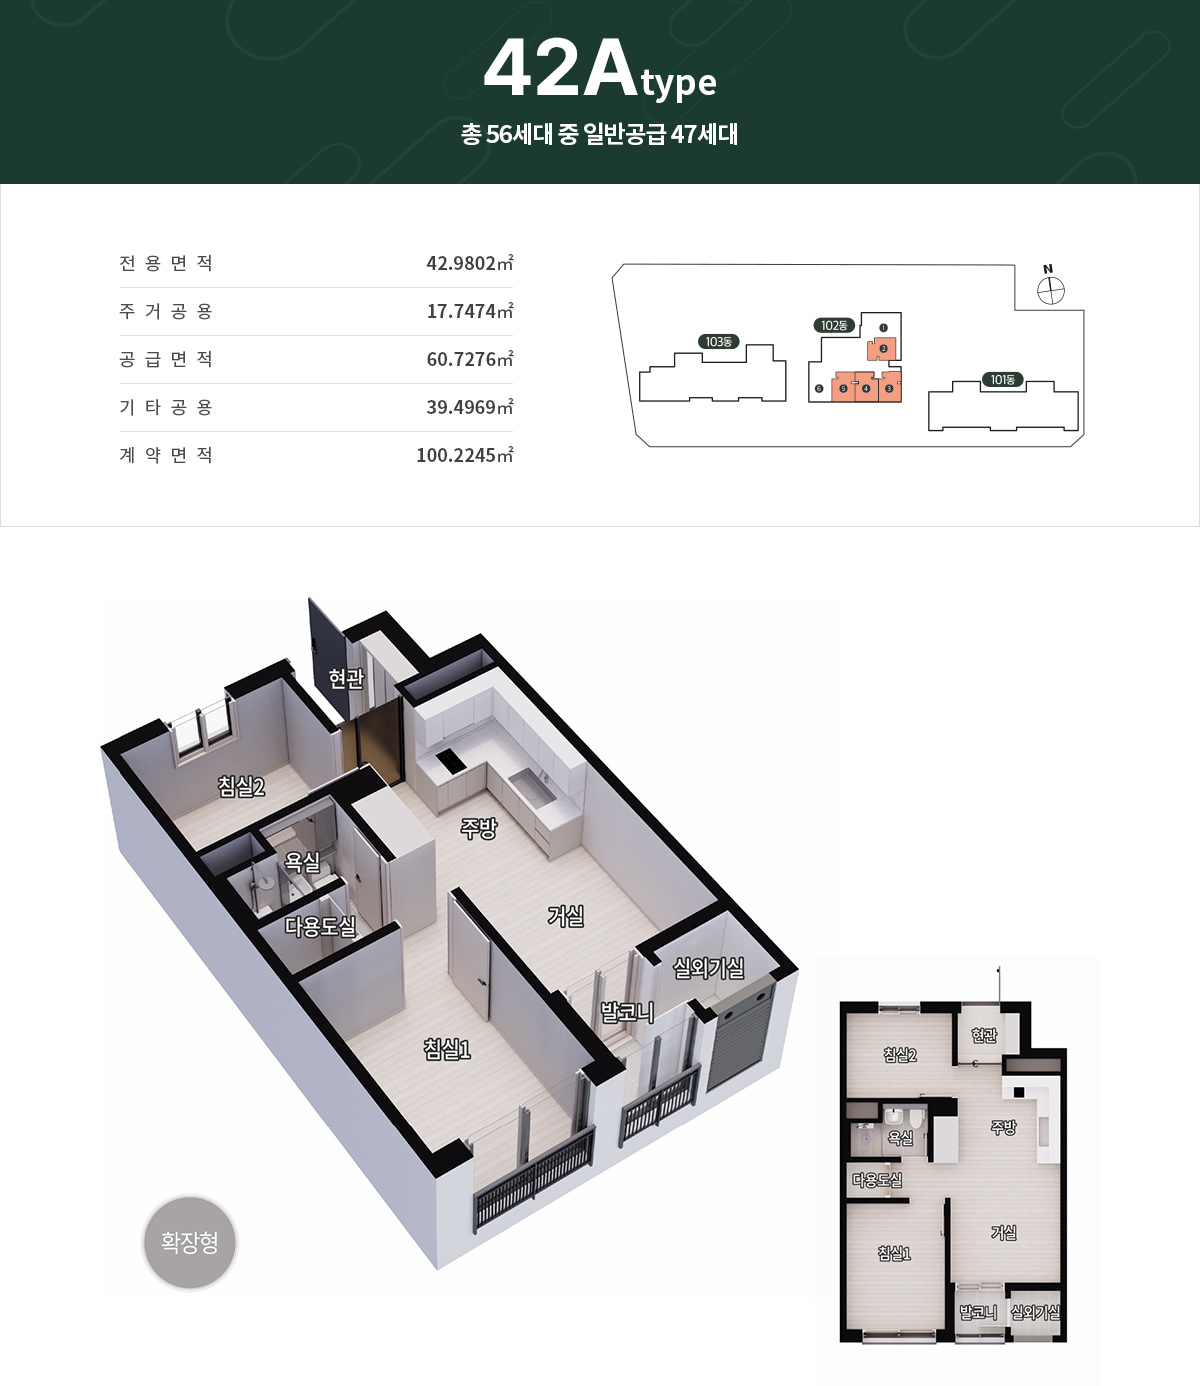 42A type
총 56세대 중 일반공급 47세대
전용면적 42.9802㎡
주거공용 17.7474㎡
공급면적 60.7276㎡
기타공용 39.4969㎡
계약면적 100.2245㎡
N
103동
102동
101동
1
2
6
5
4
3
현관
침실2
주방
욕실
다용도실
거실
실외기실
발코니
침실1
확장형
현관
침실2
주방
욕실
다용도실
거실
침실1
발코니
실외기실